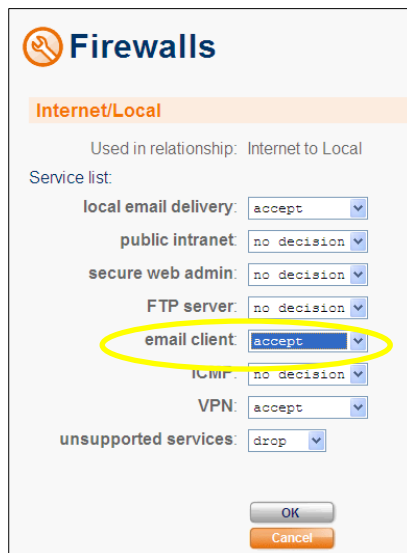 Firewalls
Internet/Local
Used in relationship: Internet to Local
Service list:
local email delivery: accept
public intranet: no decision
secure web admin: no decision
FTP server: no decision
email client: accept
ICMP: no decision
VPN: accept
unsupported services: drop
OK
Cancel